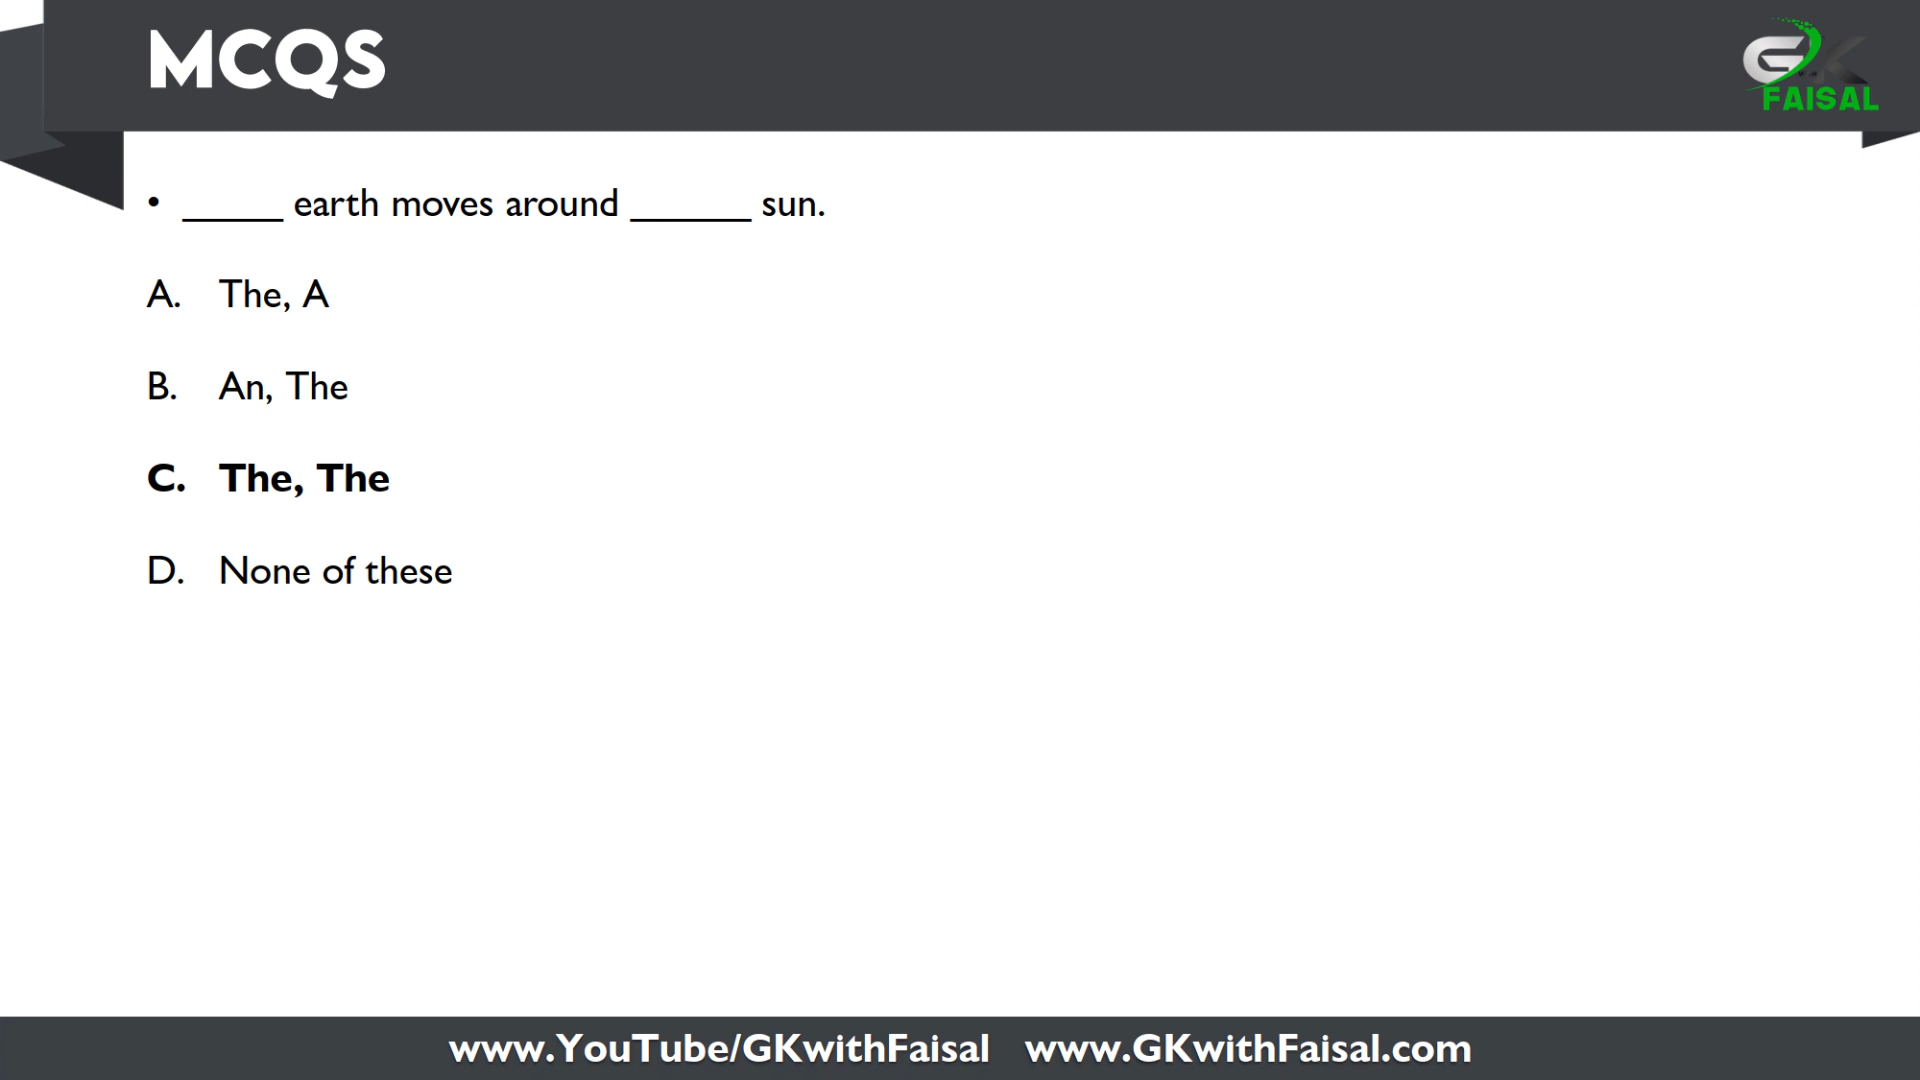 MCQS
GK
FAISAL
• _____ earth moves around ______ sun.
A. The, A
B. An, The
C. The, The
D. None of these
www.YouTube/GKwithFaisal www.GKwithFaisal.com